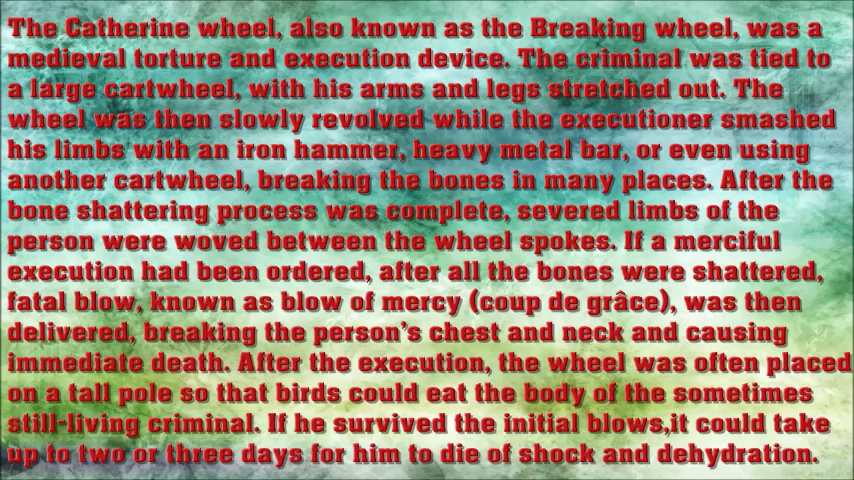 The Catherine wheel, also known as the Breaking wheel, was a
medieval torture and execution device. The criminal was tied to
a large cartwheel, with his arms and legs stretched out. The
wheel was then slowly revolved while the executioner smashed
his limbs with an iron hammer, heavy metal bar, or even using
another cartwheel, breaking the bones in many places. After the
bone shattering process was complete, severed limbs of the
person were woved between the wheel spokes. If a merciful
execution had been ordered, after all the bones were shattered,
fatal blow, known as blow of mercy (coup de grâce), was then
delivered, breaking the person's chest and neck and causing
immediate death. After the execution, the wheel was often placed
on a tall pole so that birds could eat the body of the sometimes
still-living criminal. If he survived the initial blows,it could take
up to two or three days for him to die of shock and dehydration.